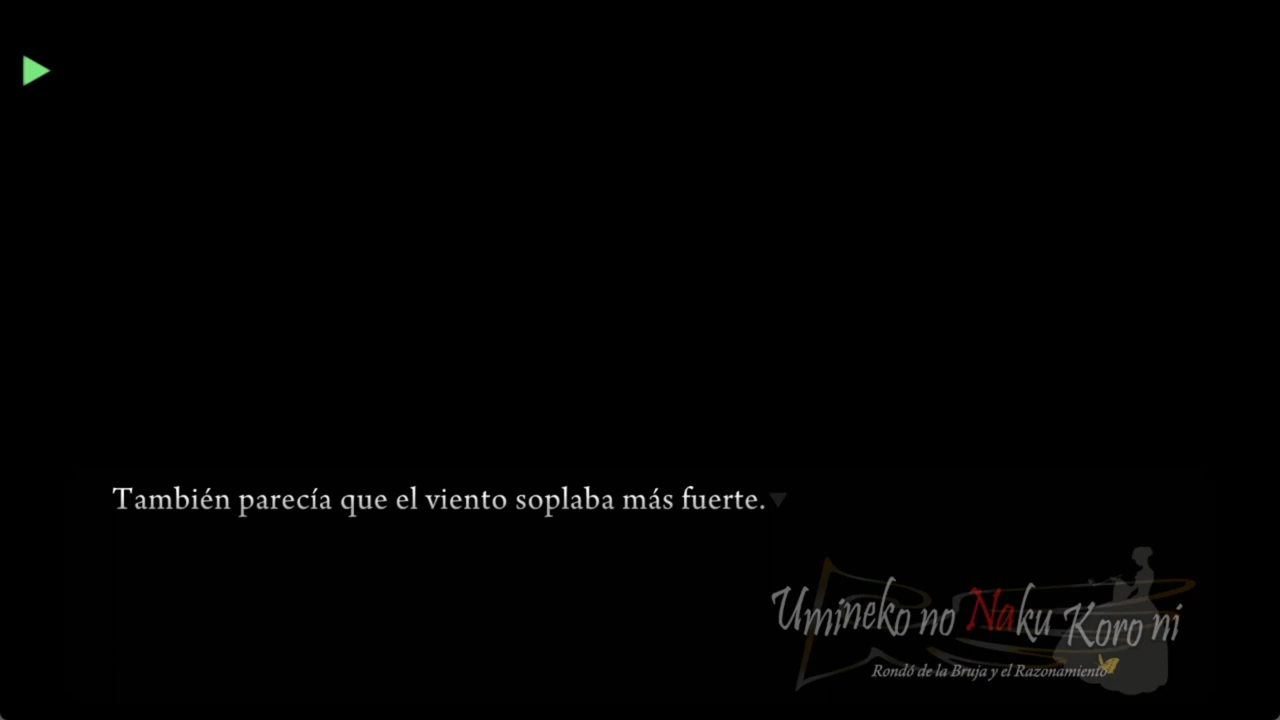 También parecía que el viento soplaba más fuerte.
Umineko no Naku Koro ni
Rondó de la Bruja y el Razonamiento